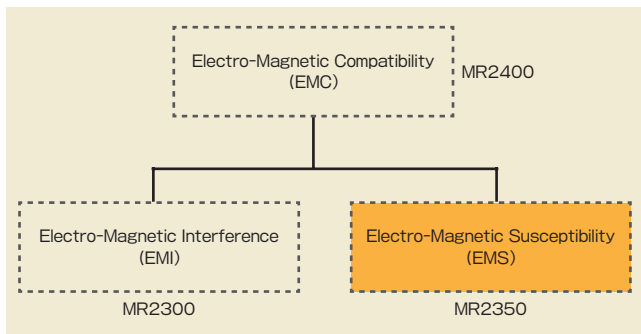 Electro-Magnetic Compatibility
(EMC)
MR2400
Electro-Magnetic Interference
(EMI)
MR2300
Electro-Magnetic Susceptibility
(EMS)
MR2350